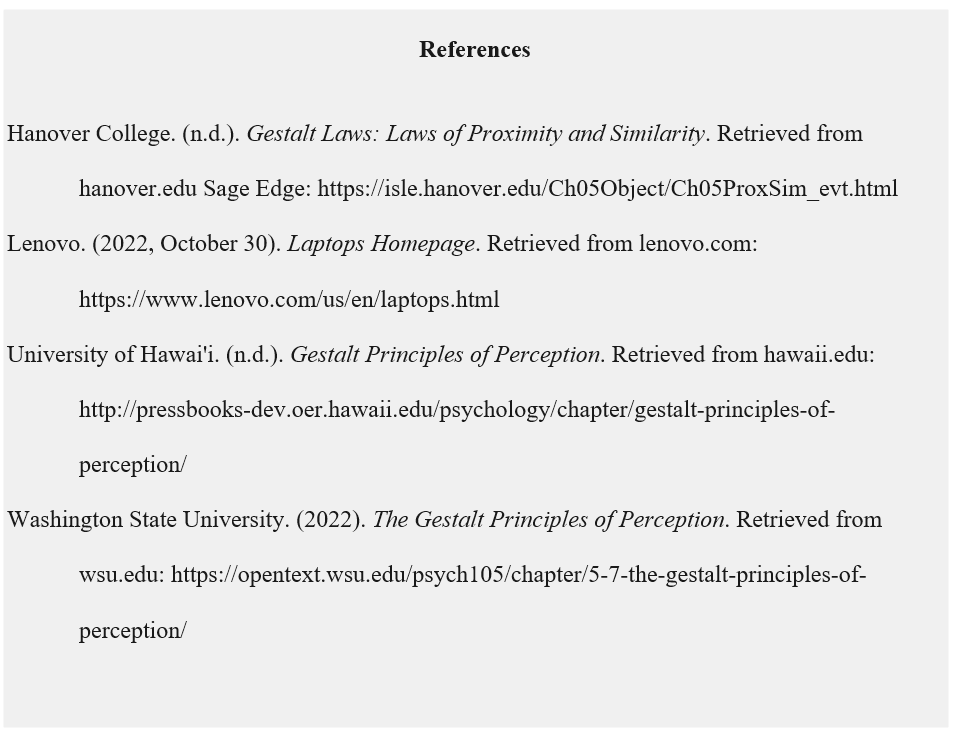 References
Hanover College. (n.d.). Gestalt Laws: Laws of Proximity and Similarity. Retrieved from
hanover.edu Sage Edge: https://isle.hanover.edu/Ch05Object/Ch05ProxSim_evt.html
Lenovo. (2022, October 30). Laptops Homepage. Retrieved from lenovo.com:
https://www.lenovo.com/us/en/laptops.html
University of Hawai'i. (n.d.). Gestalt Principles of Perception. Retrieved from hawaii.edu:
http://pressbooks-dev.oer.hawaii.edu/psychology/chapter/gestalt-principles-of-
perception/
Washington State University. (2022). The Gestalt Principles of Perception. Retrieved from
wsu.edu: https://opentext.wsu.edu/psych105/chapter/5-7-the-gestalt-principles-of-
perception/